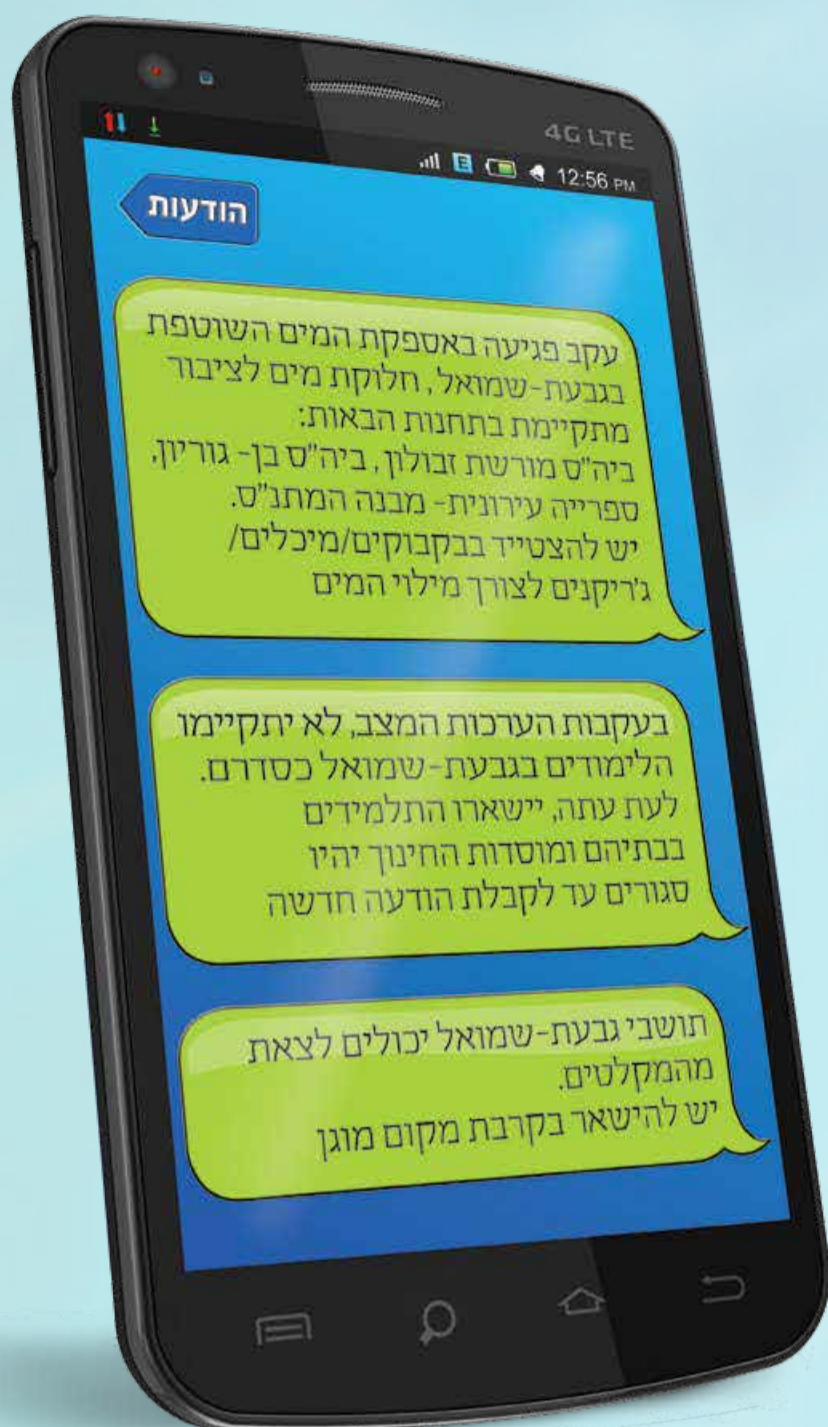 4G LTE
12:56 PM
הודעות
עקב פגיעה באספקת המים השוטפת
בגבעת-שמואל, חלוקת מים לציבור
מתקיימת בתחנות הבאות:
ביה"ס מורשת זבולון, ביה"ס בן- גוריון,
ספרייה עירונית- מבנה המתנ"ס.
יש להצטייד בבקבוקים/מיכלים/
ג'ריקנים לצורך מילוי המים
בעקבות הערכות המצב, לא יתקיימו
הלימודים בגבעת-שמואל כסדרם.
לעת עתה, יישארו התלמידים
בבתיהם ומוסדות החינוך יהיו
סגורים עד לקבלת הודעה חדשה
תושבי גבעת-שמואל יכולים לצאת
מהמקלטים.
יש להישאר בקרבת מקום מוגן